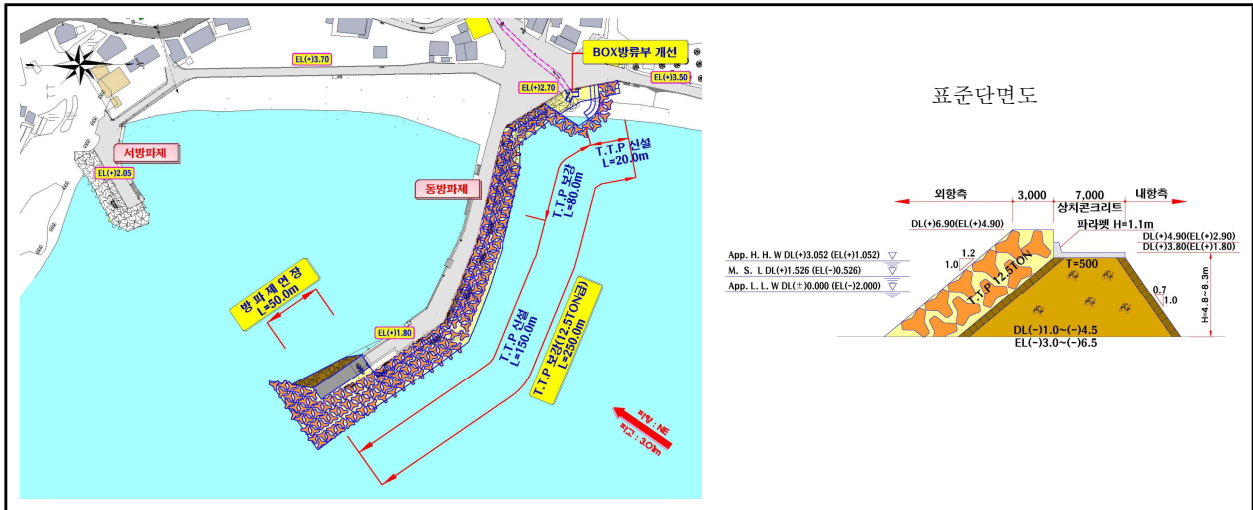 EL(+)3.70
BOX방류부 개선
EL(+)3.50
EL(+)2.70
서방파제
EL(+)2.05
동방파제
T.T.P 신설
L=20.0m
T.T.P 보강
L=80.0m
방파제연장
L=50.0m
EL(+)1.80
T.T.P 신설
L=150.0m
T.T.P 보강(12.5TON급)
L=250.0m
파향 : NE
파고 : 3.01m
표준단면도
외항측
3,000
7,000
내항측
상치콘크리트
파라펫 H=1.1m
DL(+)6.90(EL(+)4.90)
DL(+)4.90(EL(+)2.90)
DL(+)3.80(EL(+)1.80)
App. H. H. W DL(+)3.052 (EL(+)1.052)
M. S. L DL(+)1.526 (EL(-)0.526)
App. L. L. W DL(±)0.000 (EL(-)2.000)
1.2
1.0
T.T.P 12.5TON
T=500
0.7
1.0
H=4.8~8.3m
DL(-)1.0~(-)4.5
EL(-)3.0~(-)6.5